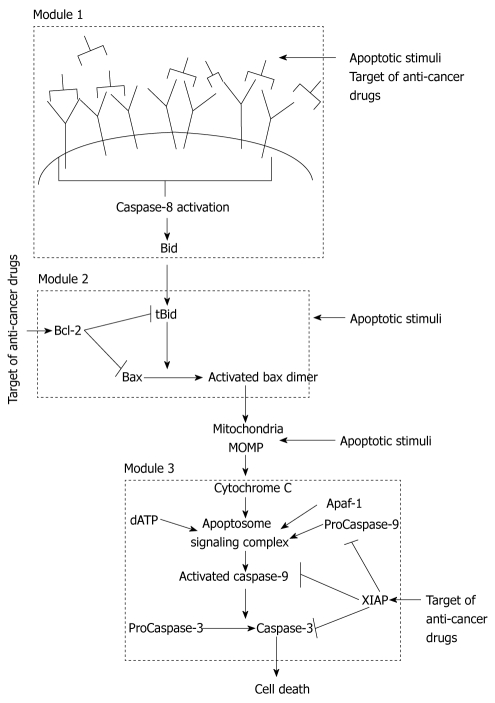 Module 1
Apoptotic stimuli
Target of anti-cancer
drugs
Caspase-8 activation
Bid
Target of anti-cancer drugs
Module 2
tBid
Bcl-2
Apoptotic stimuli
Bax
Activated bax dimer
Mitochondria
MOMP
Apoptotic stimuli
Module 3
Cytochrome C
Apaf-1
dATP
Apoptosome
signaling complex
ProCaspase-9
Activated caspase-9
XIAP
Target of
anti-cancer
drugs
ProCaspase-3
Caspase-3
Cell death